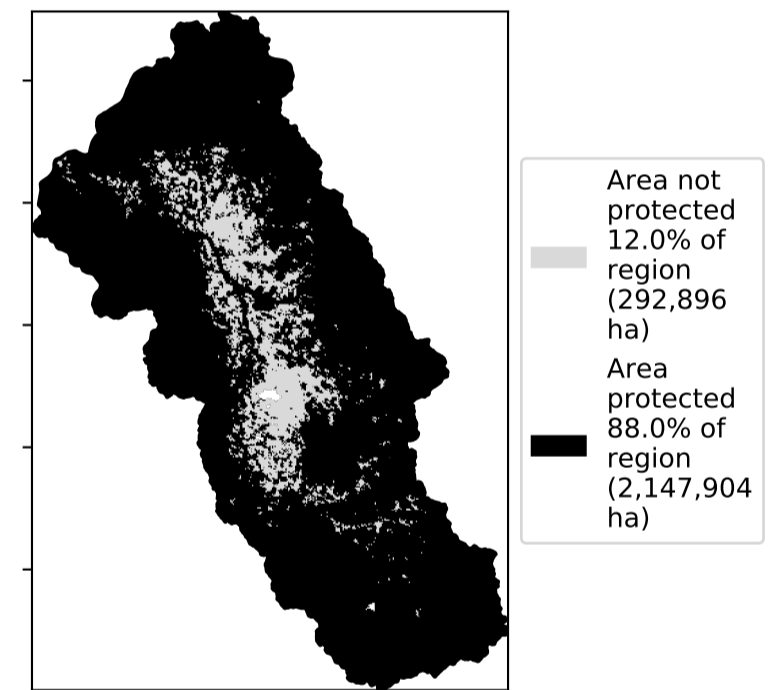 Area not
protected
12.0% of
region
(292,896
ha)
Area
protected
88.0% of
region
(2,147,904
ha)